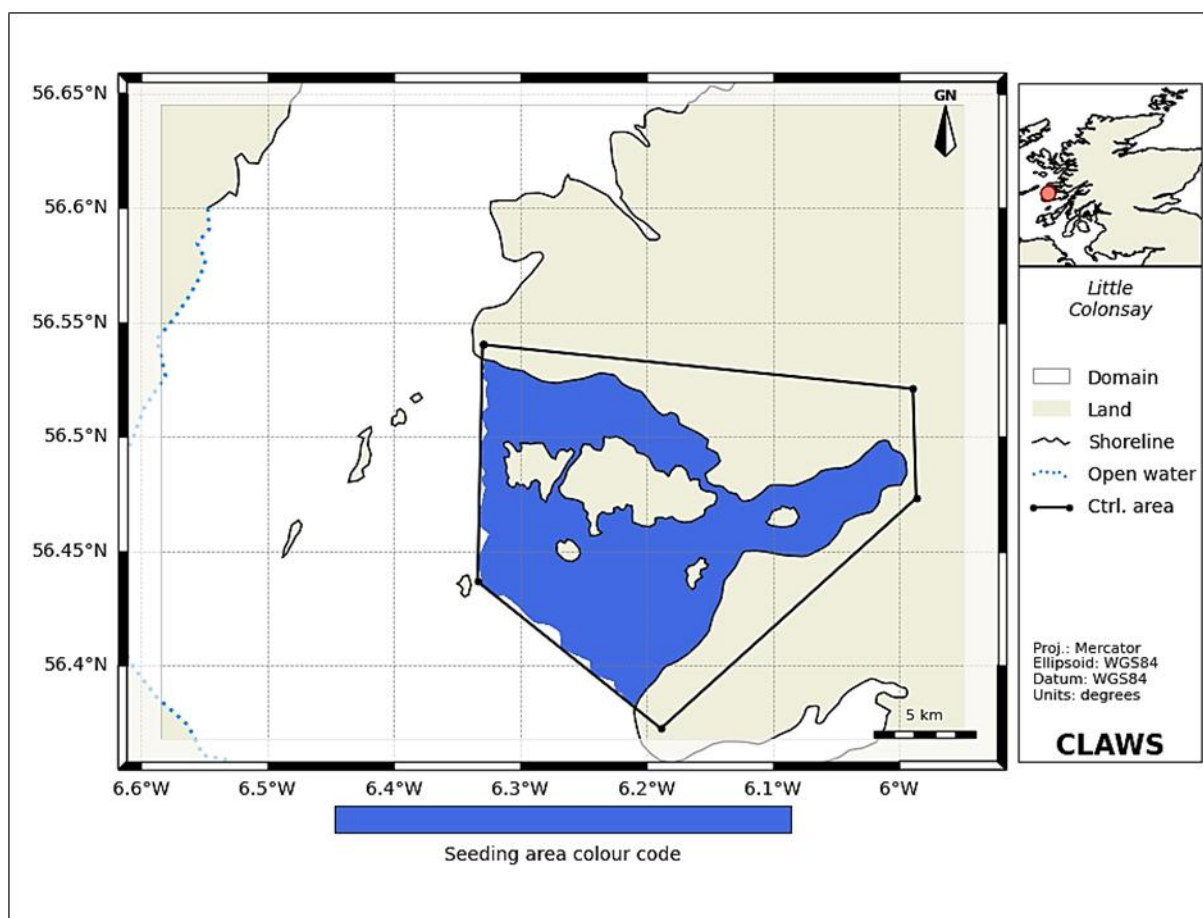 56.65°N
56.6°N
56.55°N
56.5°N
56.45°N
56.4°N
6.6°W
6.5°W
6.4°W
6.3°W
6.2°W
6.1°W
6°W
GN
5 km
Seeding area colour code
Little
Colonsay
Domain
Land
Shoreline
Open water
Ctrl. area
Proj.: Mercator
Ellipsoid: WGS84
Datum: WGS84
Units: degrees
CLAWS